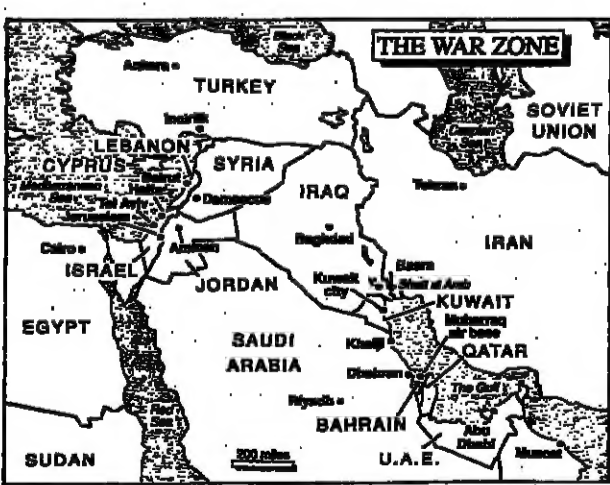 THE WAR ZONE
Black
Sea
Ankara
TURKEY
SOVIET
UNION
Caspian
Sea
Incirlik
LEBANON
CYPRUS
SYRIA
Beirut
Mediterranean
Sea
Haifa
Tel Aviv
Jerusalem
Damascus
IRAQ
Teheran
Baghdad
IRAN
Cairo
Amman
ISRAEL
JORDAN
Basra
Shatt al Arab
Kuwait
city
KUWAIT
EGYPT
Muharraq
air base
SAUDI
ARABIA
Khafji
QATAR
Dhahran
The Gulf
Riyadh
Red
Sea
BAHRAIN
Abu
Dhabi
SUDAN
200 miles
U.A.E.
Muscat